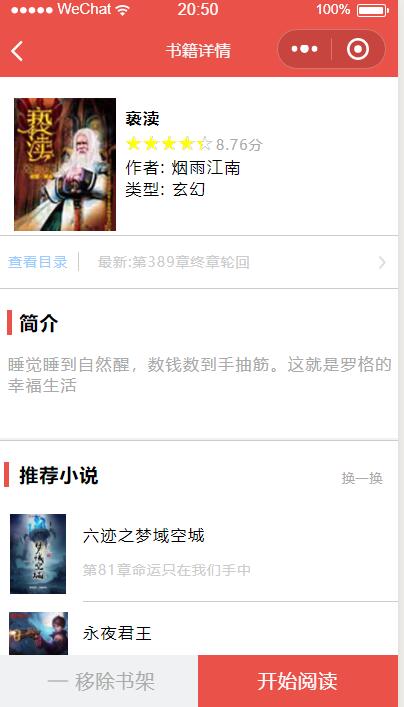 WeChat 20:50 100%
书籍详情
亵渎
亵渎
8.76分
作者: 烟雨江南
类型: 玄幻
查看目录 最新:第389章终章轮回
简介
睡觉睡到自然醒，数钱数到手抽筋。这就是罗格的
幸福生活
推荐小说 换一换
六迹之梦域空城
第81章命运只在我们手中
永夜君王
一 移除书架 开始阅读